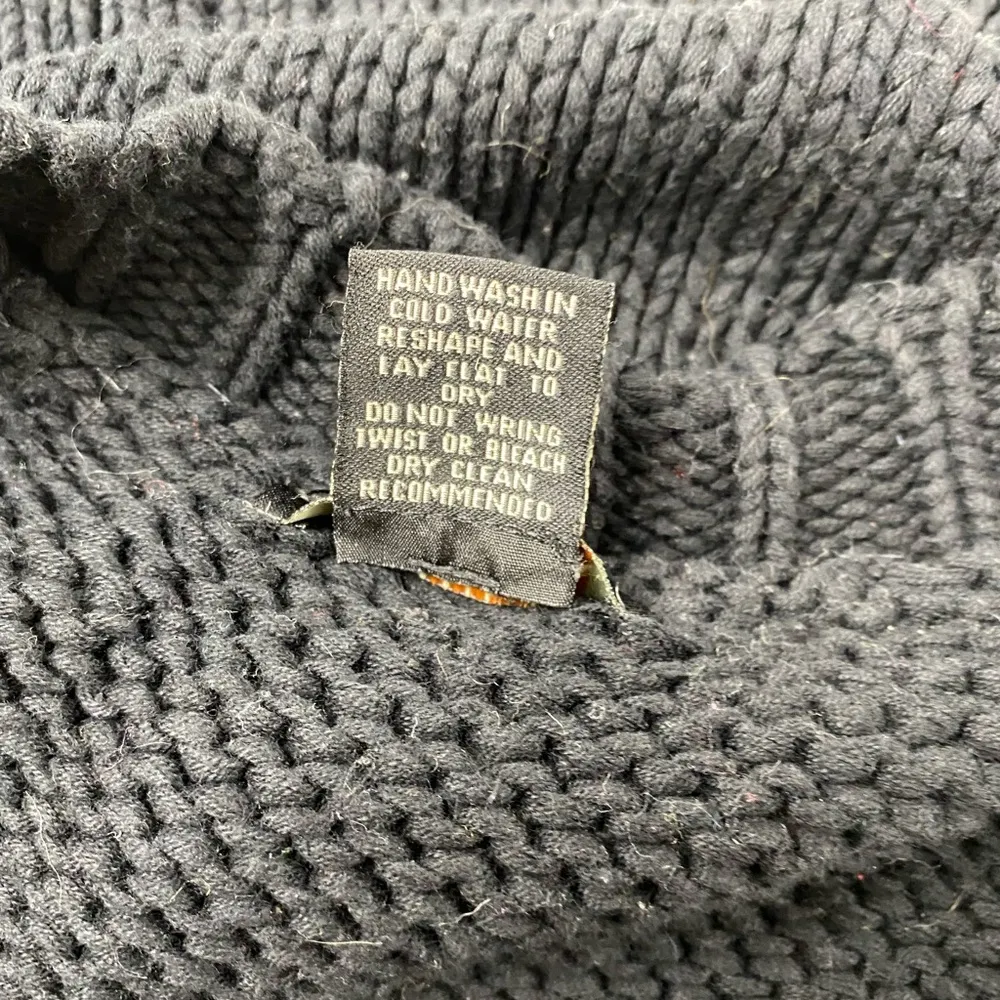 HAND WASH IN
COLD WATER
RESHAPE AND
LAY FLAT TO
DRY
DO NOT WRING
TWIST OR BLEACH
DRY CLEAN
RECOMMENDED